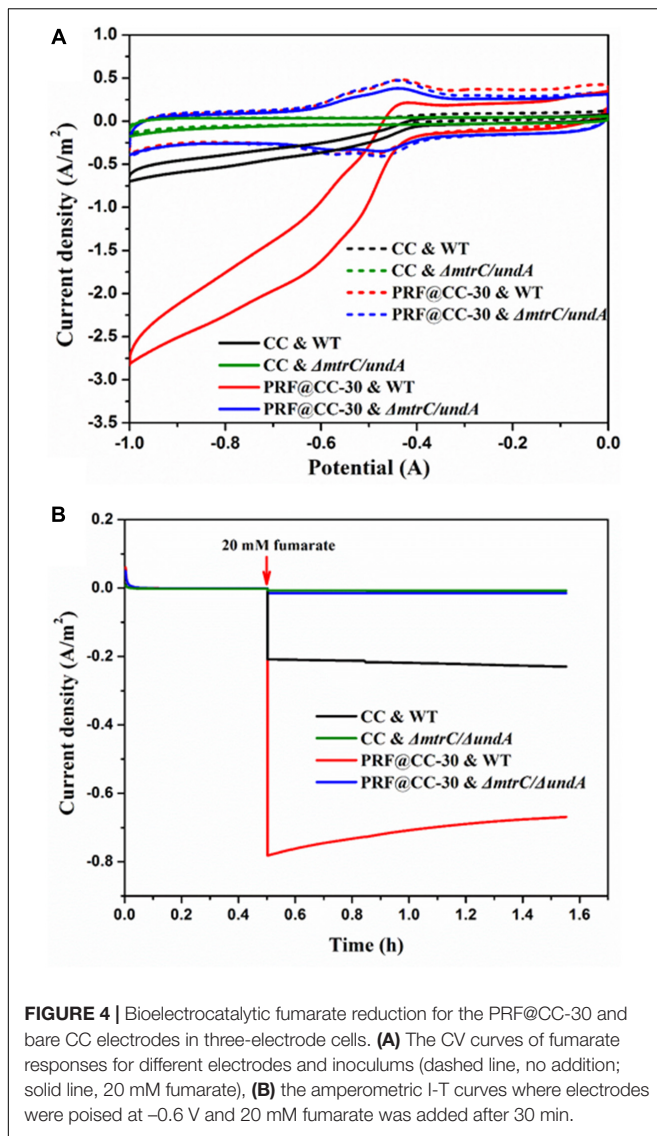 A
1.0
0.5
0.0
-0.5
-1.0
-1.5
-2.0
-2.5
-3.0
-3.5
Current density (A/m²)
CC & WT
CC & ΔmtrC/undA
PRF@CC-30 & WT
PRF@CC-30 & ΔmtrC/undA
CC & WT
CC & ΔmtrC/undA
PRF@CC-30 & WT
PRF@CC-30 & ΔmtrC/undA
-1.0 -0.8 -0.6 -0.4 -0.2 0.0
Potential (A)
B
0.2
0.0
-0.2
-0.4
-0.6
-0.8
Current density (A/m²)
20 mM fumarate
CC & WT
CC & ΔmtrC/ΔundA
PRF@CC-30 & WT
PRF@CC-30 & ΔmtrC/ΔundA
0.0 0.2 0.4 0.6 0.8 1.0 1.2 1.4 1.6
Time (h)
FIGURE 4 | Bioelectrocatalytic fumarate reduction for the PRF@CC-30 and
bare CC electrodes in three-electrode cells. (A) The CV curves of fumarate
responses for different electrodes and inoculums (dashed line, no addition;
solid line, 20 mM fumarate), (B) the amperometric I-T curves where electrodes
were poised at –0.6 V and 20 mM fumarate was added after 30 min.